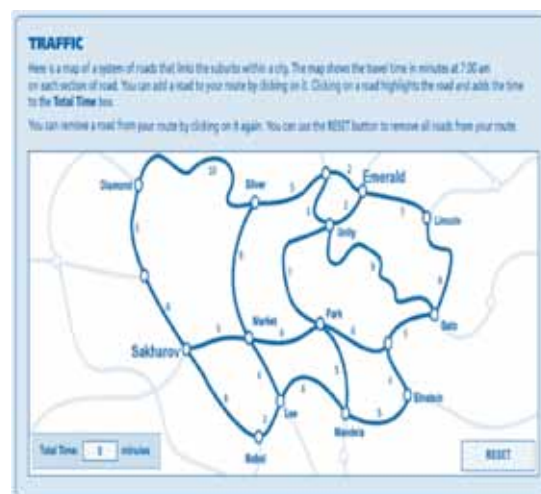 TRAFFIC
Here is a map of a system of roads that links the suburbs within a city. The map shows the travel time in minutes at 7:00 am
on each section of road. You can add a road to your route by clicking on it. Clicking on a road highlights the road and adds the time
to the Total Time box.
You can remove a road from your route by clicking on it again. You can use the RESET button to remove all roads from your route.
10
2
Emerald
Diamond
Silver
5
Lincoln
Unity
9
Market
Park
Sakharov
Lee
Einstein
Mandela
Nobel
Total Time: minutes
RESET